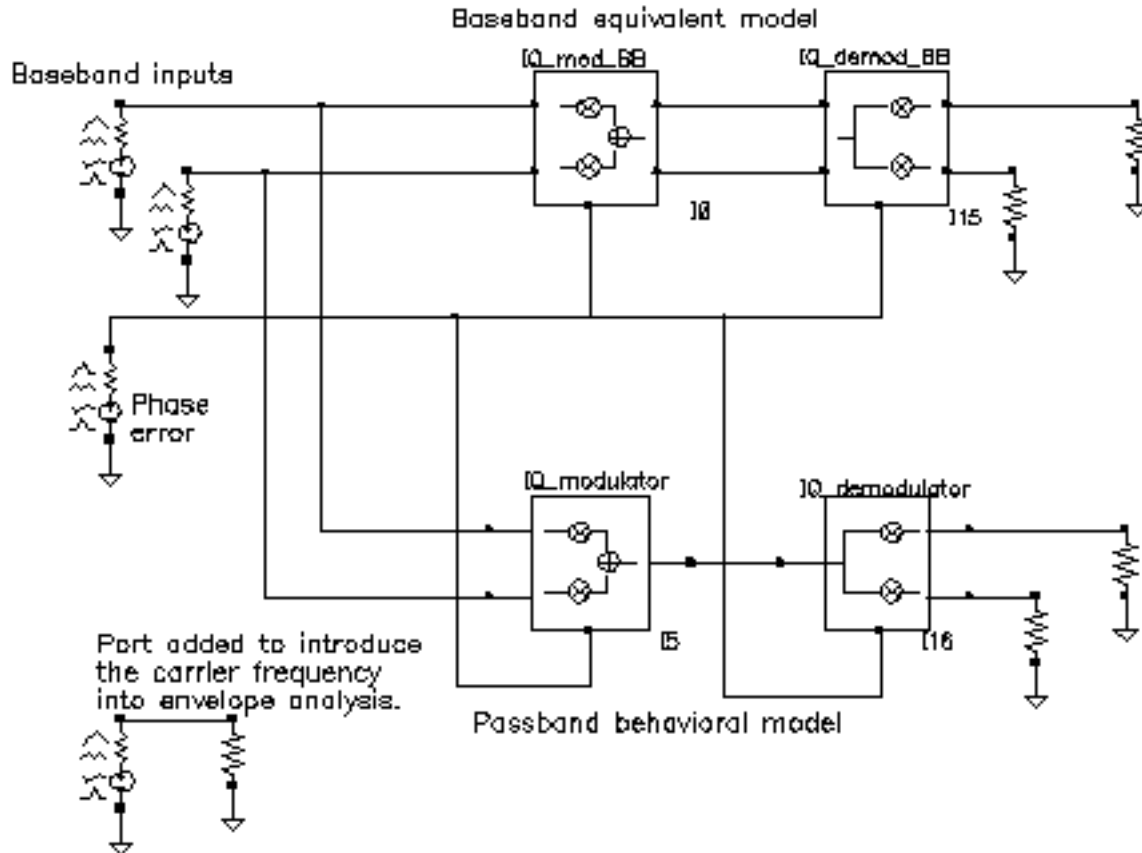 Baseband equivalent model
IQ_mod_BB
IQ_demod_BB
Baseband inputs
I0
I15
Phase
error
IQ_modulator
IQ_demodulator
I5
I16
Port added to introduce
the carrier frequency
into envelope analysis.
Passband behavioral model